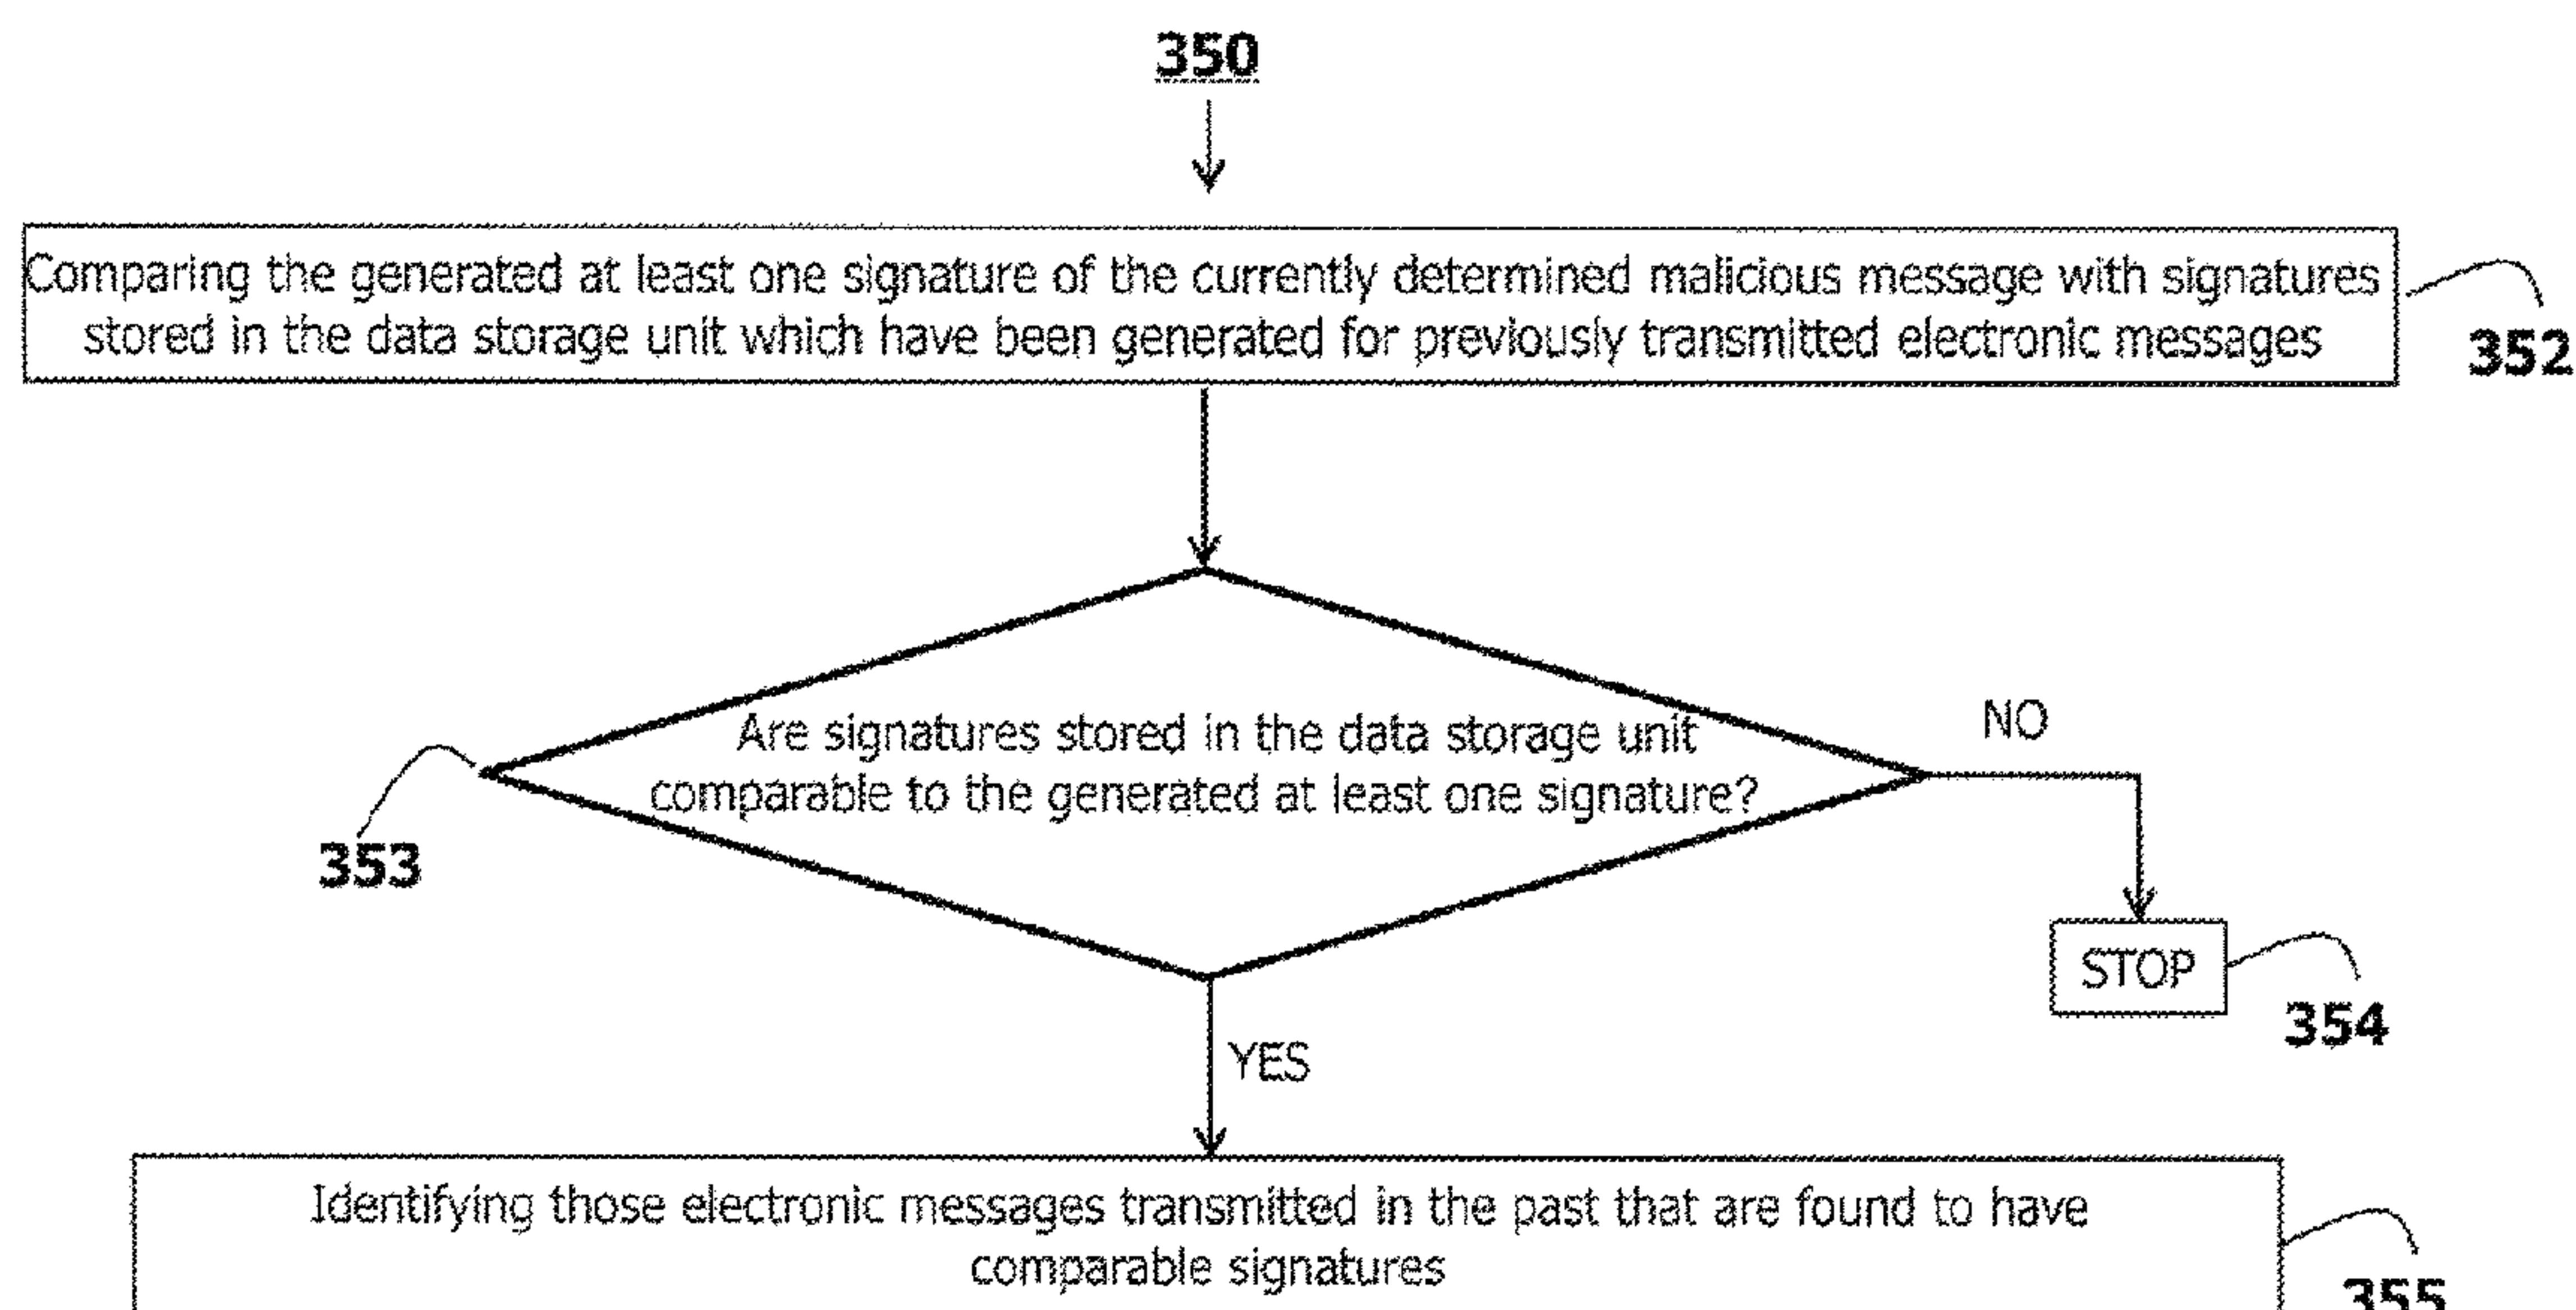 350
Comparing the generated at least one signature of the currently determined malicious message with signatures
stored in the data storage unit which have been generated for previously transmitted electronic messages
352
Are signatures stored in the data storage unit
comparable to the generated at least one signature?
NO
353
STOP
354
YES
Identifying those electronic messages transmitted in the past that are found to have
comparable signatures
355